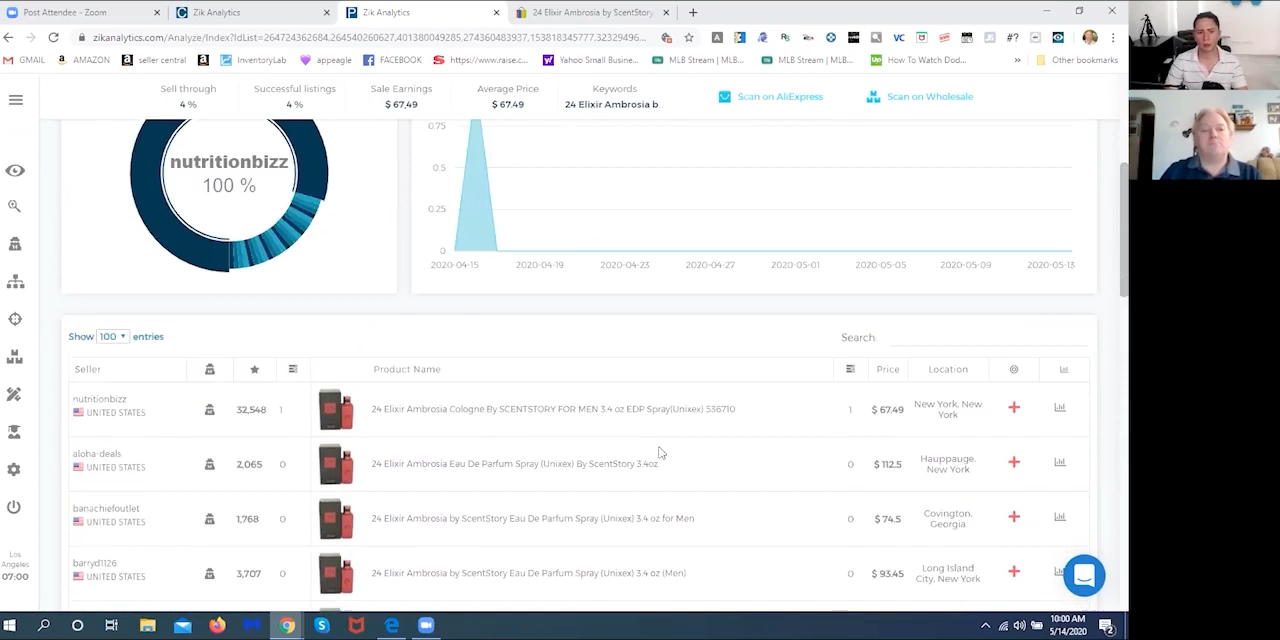 Post Attendee - Zoom
Zik Analytics
Zik Analytics
24 Elixir Ambrosia by ScentStory
zikanalytics.com/Analyze/Index?IdList=264724362684,264540260627,401380049285,2743
GMAIL AMAZON seller central InventoryLab appeagle FACEBOOK https://www.raise.c... Yahoo Small Busine... MLB Stream | MLB... MLB Stream | MLB... How To Watch Dod... » Other bookmarks
Sell through Successful listings Sale Earnings Average Price Keywords
4 % 4 % $ 67.49 $ 67.49 24 Elixir Ambrosia b.
Scan on AliExpress Scan on Wholesale
nutritionbizz
100 %
0.75
0.5
0.25
0
2020-04-15 2020-04-19 2020-04-23 2020-04-27 2020-05-01 2020-05-05 2020-05-09 2020-05-13
Show 100 entries
Search:
Seller Product Name Price Location
nutritionbizz
UNITED STATES
32,548 1 24 Elixir Ambrosia Cologne By SCENTSTORY FOR MEN 3.4 oz EDP Spray(Unixex) 536710 1 $ 67.49 New York, New
York
aloha-deals
UNITED STATES
2,065 0 24 Elixir Ambrosia Eau De Parfum Spray (Unixex) By ScentStory 3.4oz 0 $ 112.5 Hauppauge,
New York
banachiefoutlet
UNITED STATES
1,768 0 24 Elixir Ambrosia by ScentStory Eau De Parfum Spray (Unixex) 3.4 oz for Men 0 $ 74.5 Covington,
Georgia
barryd1126
UNITED STATES
3,707 0 24 Elixir Ambrosia by ScentStory Eau De Parfum Spray (Unixex) 3.4 oz (Men) 0 $ 93.45 Long Island
City, New York
Los
Angeles
07:00
10:00 AM
5/14/2020